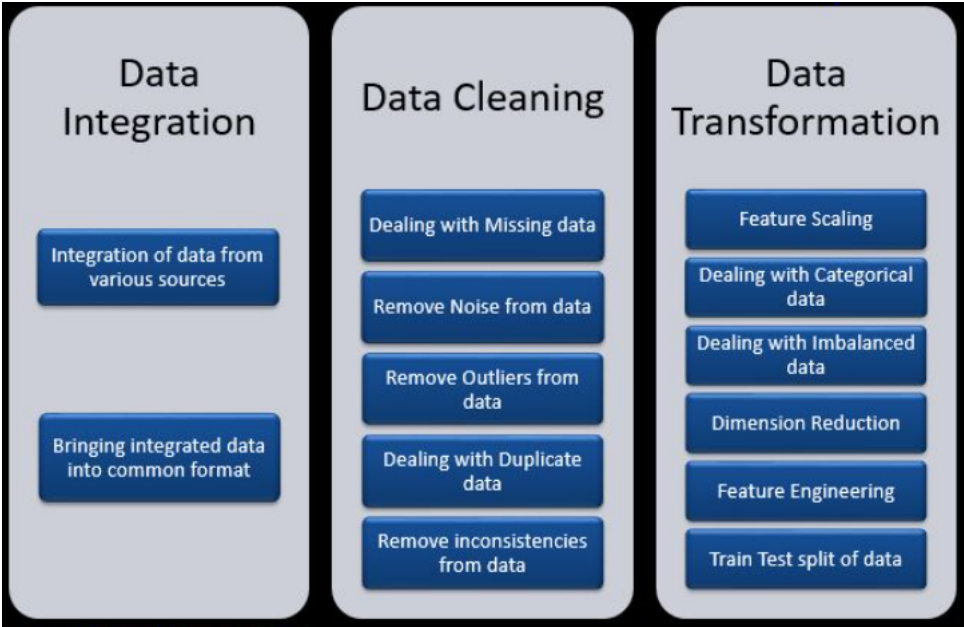 Data
Integration
Integration of data from
various sources
Bringing integrated data
into common format
Data Cleaning
Dealing with Missing data
Remove Noise from data
Remove Outliers from
data
Dealing with Duplicate
data
Remove inconsistencies
from data
Data
Transformation
Feature Scaling
Dealing with Categorical
data
Dealing with Imbalanced
data
Dimension Reduction
Feature Engineering
Train Test split of data